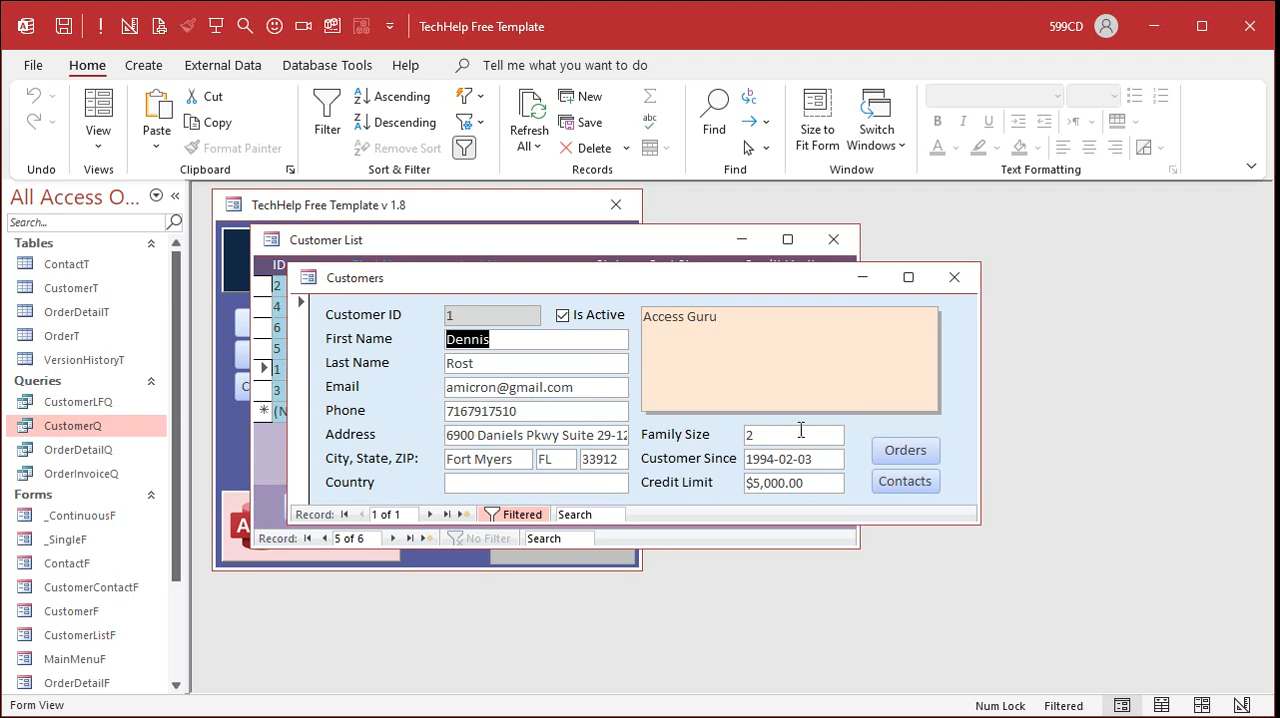 TechHelp Free Template
599CD
File Home Create External Data Database Tools Help Tell me what you want to do
Undo
View
Views
Paste
Cut
Copy
Format Painter
Clipboard
Filter
Ascending
Descending
Remove Sort
Sort & Filter
Refresh
All
New
Save
Delete
Records
Find
Find
Size to
Fit Form
Switch
Windows
Window
Text Formatting
All Access O...
Search...
Tables
ContactT
CustomerT
OrderDetailT
OrderT
VersionHistoryT
Queries
CustomerLFQ
CustomerQ
OrderDetailQ
OrderInvoiceQ
Forms
_ContinuousF
_SingleF
ContactF
CustomerContactF
CustomerF
CustomerListF
MainMenuF
OrderDetailF
TechHelp Free Template v 1.8
Customer List
ID
2
4
6
5
1
3
(N
Customers
Customer ID 1 Is Active
First Name Dennis
Last Name Rost
Email amicron@gmail.com
Phone 7167917510
Address 6900 Daniels Pkwy Suite 29-12
City, State, ZIP: Fort Myers FL 33912
Country
Access Guru
Family Size 2
Customer Since 1994-02-03
Credit Limit $5,000.00
Orders
Contacts
Record: 1 of 1 Filtered Search
Record: 5 of 6 No Filter Search
Form View
Num Lock Filtered